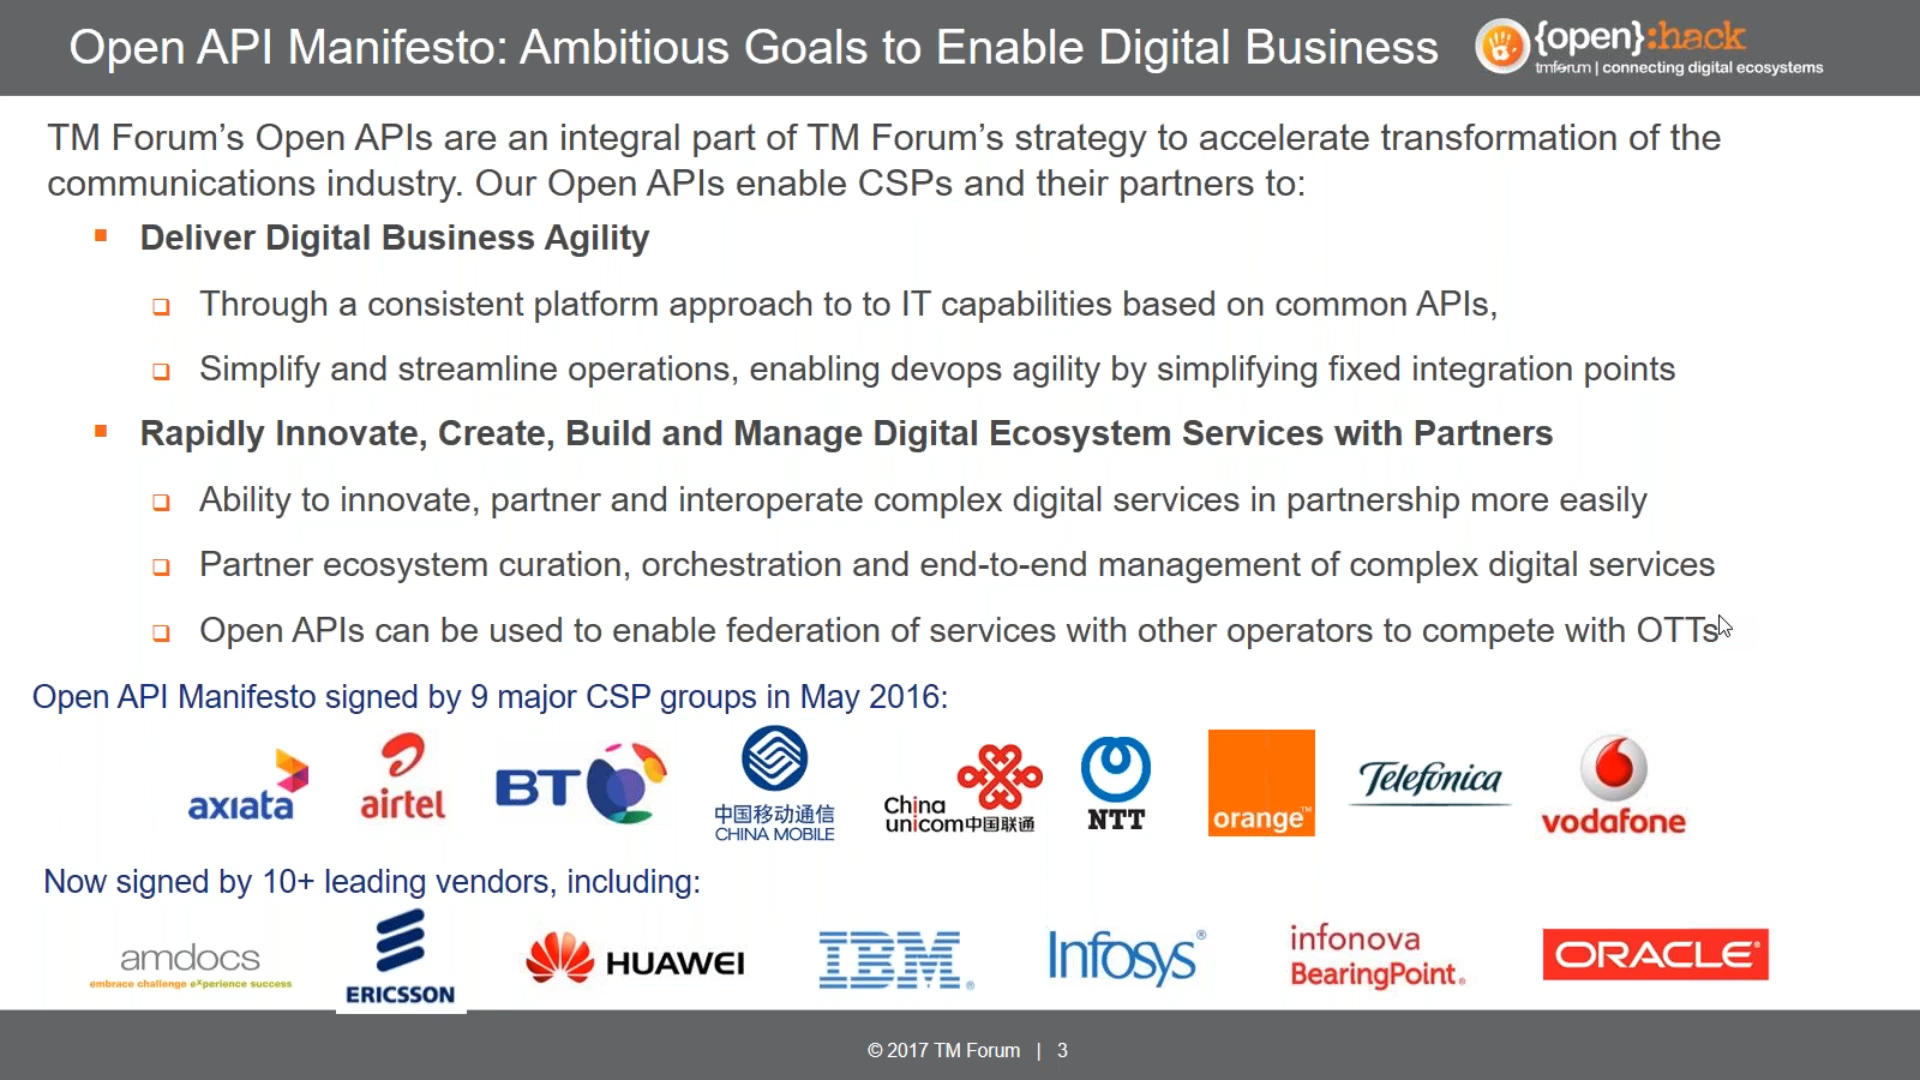 Open API Manifesto: Ambitious Goals to Enable Digital Business
{open}:hack
tmforum | connecting digital ecosystems
TM Forum’s Open APIs are an integral part of TM Forum’s strategy to accelerate transformation of the
communications industry. Our Open APIs enable CSPs and their partners to:
Deliver Digital Business Agility
Through a consistent platform approach to to IT capabilities based on common APIs,
Simplify and streamline operations, enabling devops agility by simplifying fixed integration points
Rapidly Innovate, Create, Build and Manage Digital Ecosystem Services with Partners
Ability to innovate, partner and interoperate complex digital services in partnership more easily
Partner ecosystem curation, orchestration and end-to-end management of complex digital services
Open APIs can be used to enable federation of services with other operators to compete with OTTs
Open API Manifesto signed by 9 major CSP groups in May 2016:
axiata
airtel
BT
中国移动通信
CHINA MOBILE
China
unicom中国联通
NTT
orange™
Telefónica
vodafone
Now signed by 10+ leading vendors, including:
amdocs
embrace challenge experience success
ERICSSON
HUAWEI
IBM®
Infosys®
infonova
BearingPoint®
ORACLE®
© 2017 TM Forum | 3